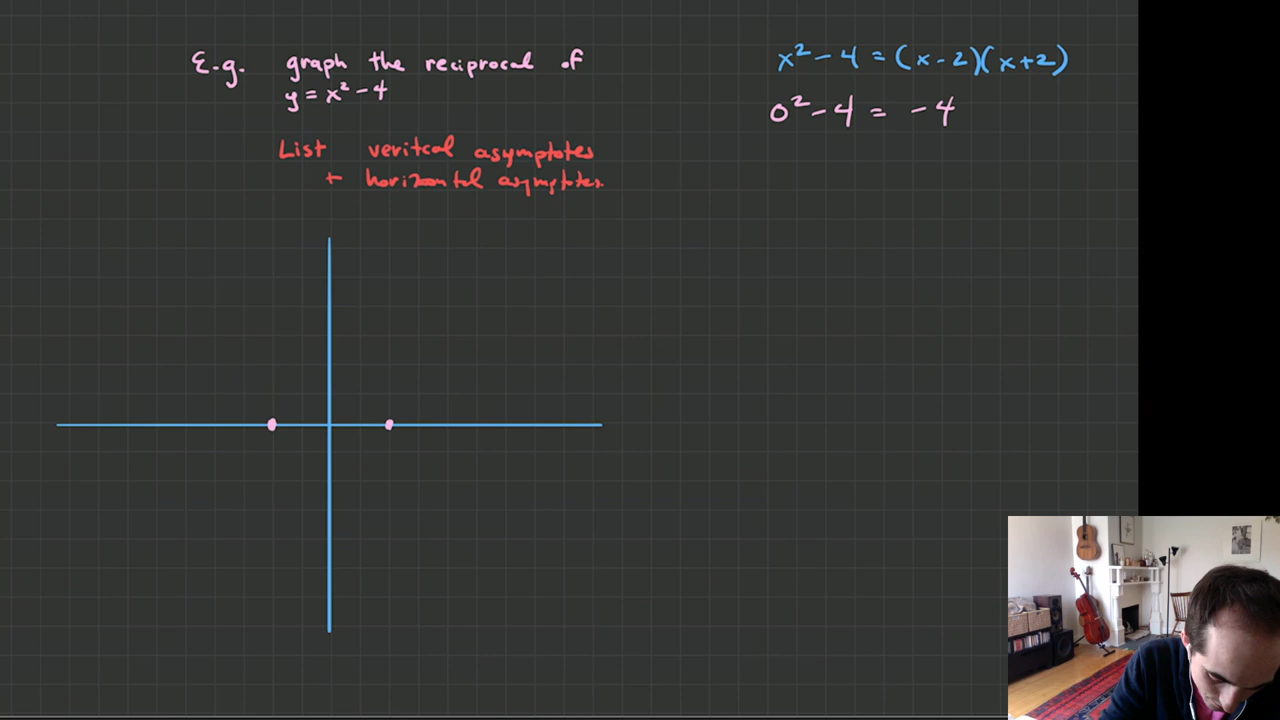 E.g. graph the reciprocal of
y = x² - 4
List veritcal asymptotes
+ horizontal asymptotes.
x² - 4 = (x - 2)(x + 2)
0² - 4 = -4